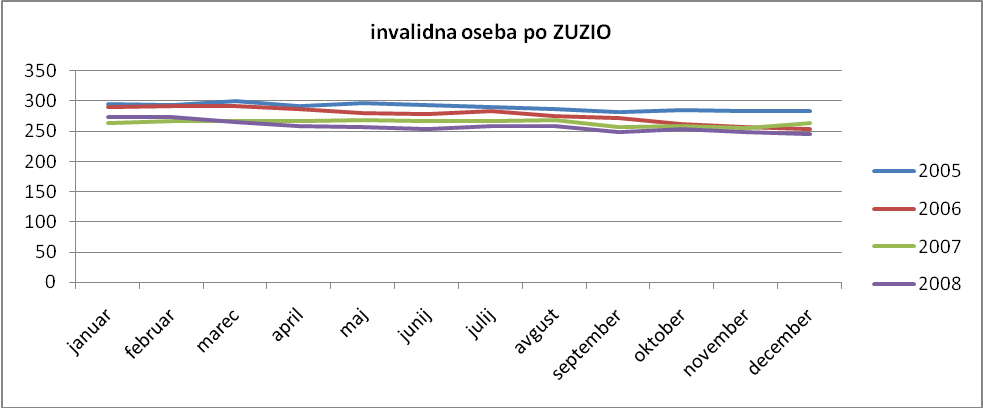 invalidna oseba po ZUZIO
350
300
250
200
150
100
50
0
januar
februar
marec
april
maj
junij
julij
avgust
september
oktober
november
december
2005
2006
2007
2008